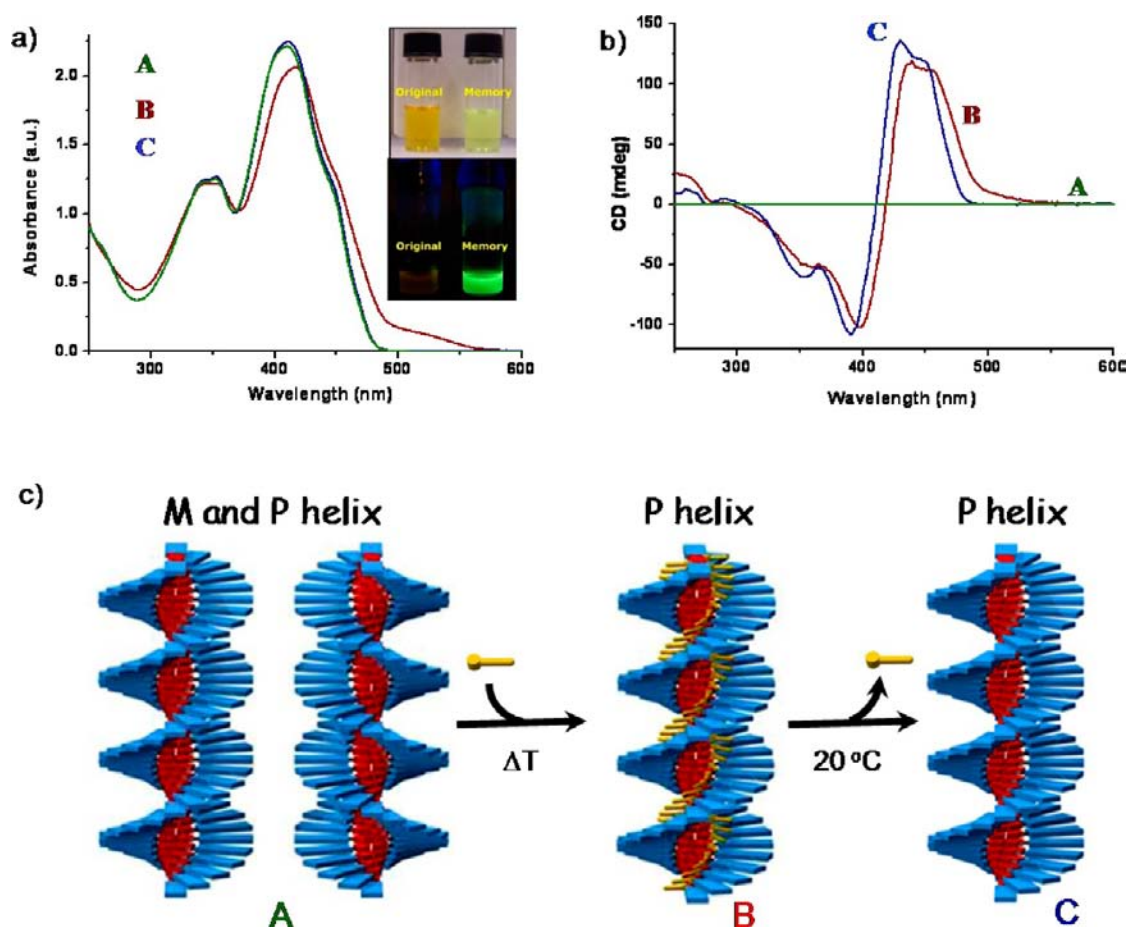 a)
A
B
C
Original
Memory
Original
Memory
Absorbance (a.u.)
2.0
1.5
1.0
0.5
0.0
300
400
500
600
Wavelength (nm)
b)
C
B
A
CD (mdeg)
150
100
50
0
-50
-100
300
400
500
600
Wavelength (nm)
c)
M and P helix
P helix
P helix
ΔT
20 °C
A
B
C